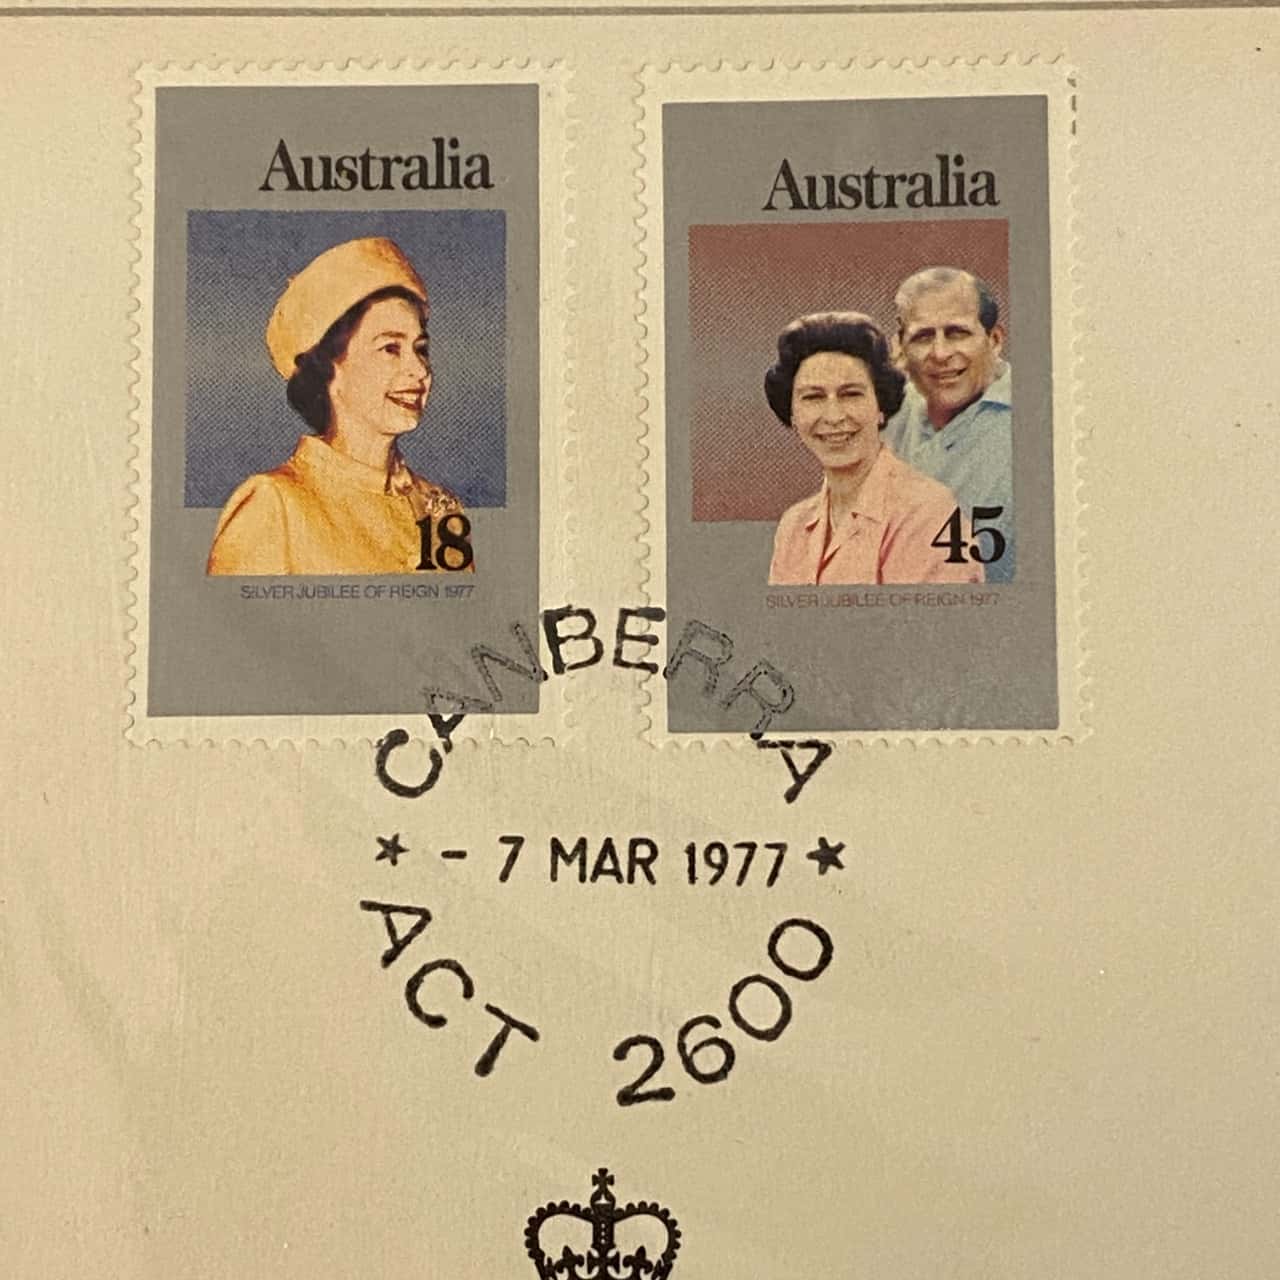 Australia
18
SILVER JUBILEE OF REIGN 1977
Australia
45
SILVER JUBILEE OF REIGN 1977
CANBERRA
* - 7 MAR 1977 *
ACT 2600